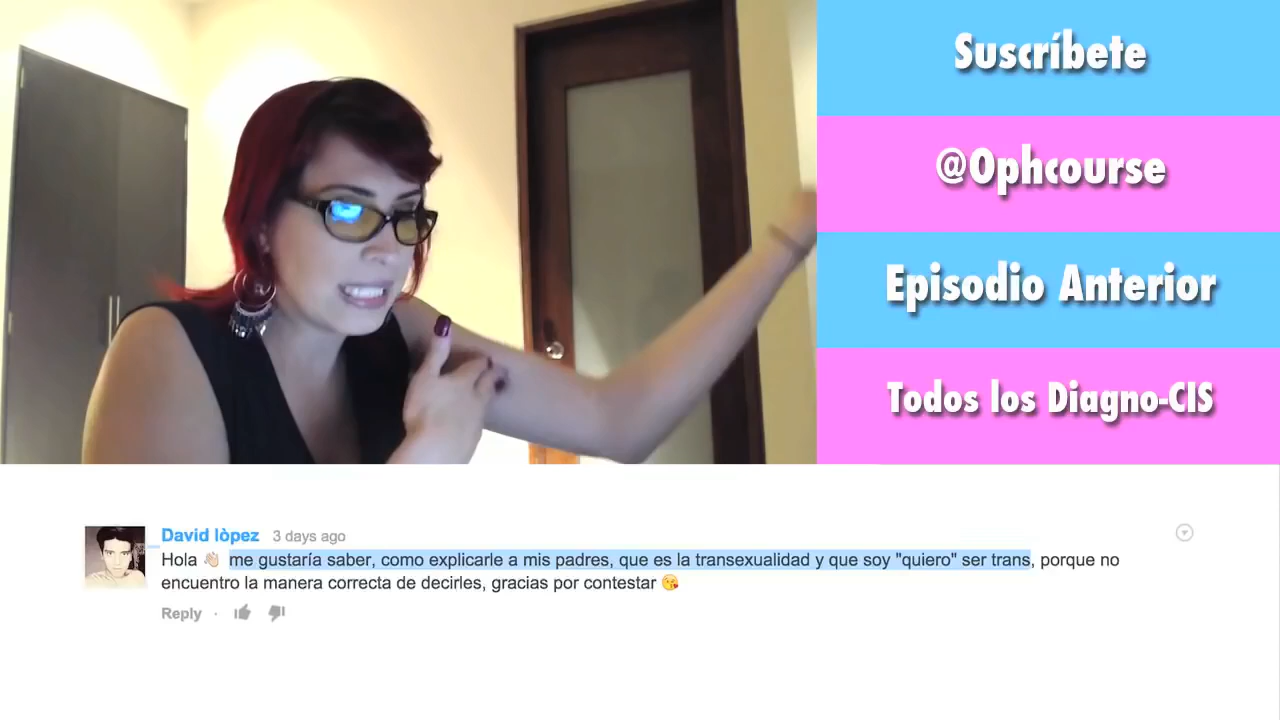 Suscríbete
@Ophcourse
Episodio Anterior
Todos los Diagno-CIS
David lòpez 3 days ago
Hola 👋🏻 me gustaría saber, como explicarle a mis padres, que es la transexualidad y que soy "quiero" ser trans, porque no
encuentro la manera correcta de decirles, gracias por contestar 😘
Reply ·